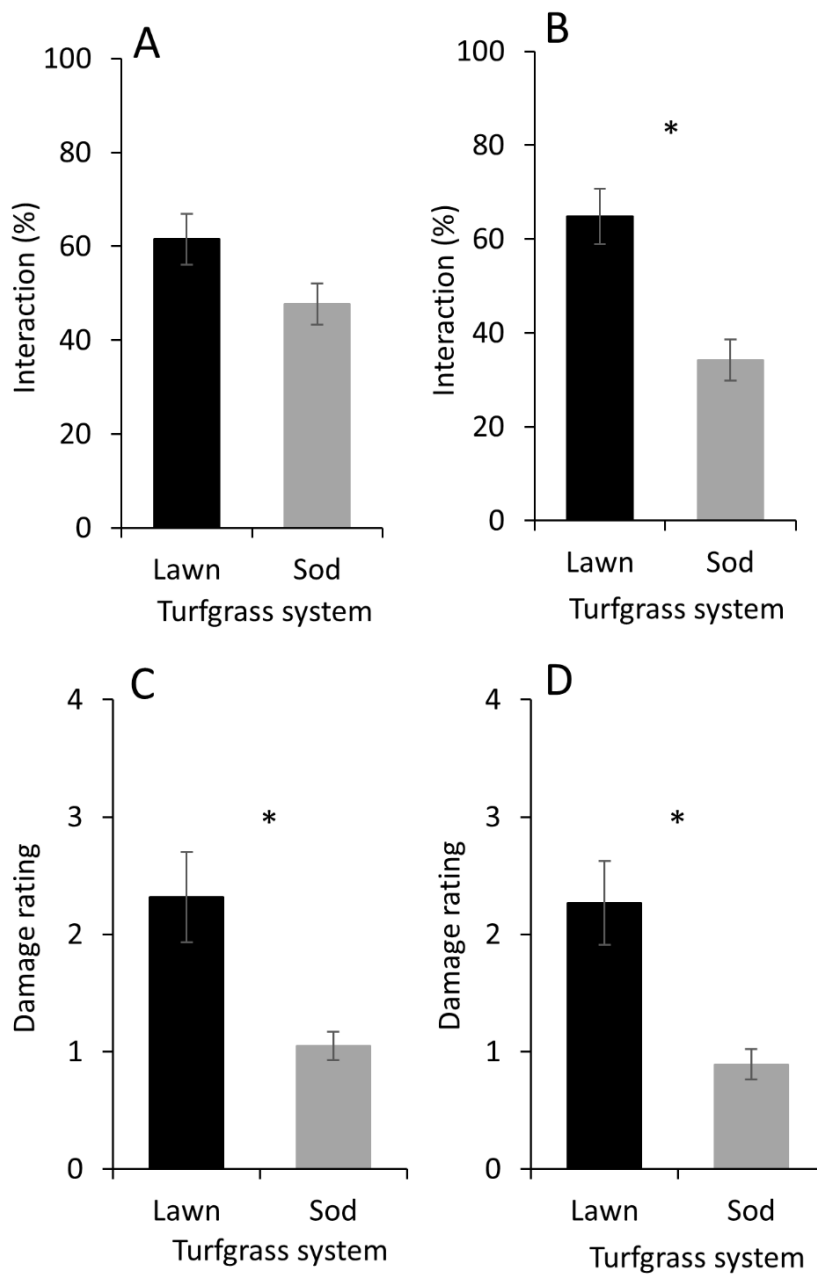 A
Interaction (%)
100
80
60
40
20
0
Lawn Sod
Turfgrass system
B
Interaction (%)
100
80
60
40
20
0
*
Lawn Sod
Turfgrass system
C
Damage rating
4
3
2
1
0
*
Lawn Sod
Turfgrass system
D
Damage rating
4
3
2
1
0
*
Lawn Sod
Turfgrass system